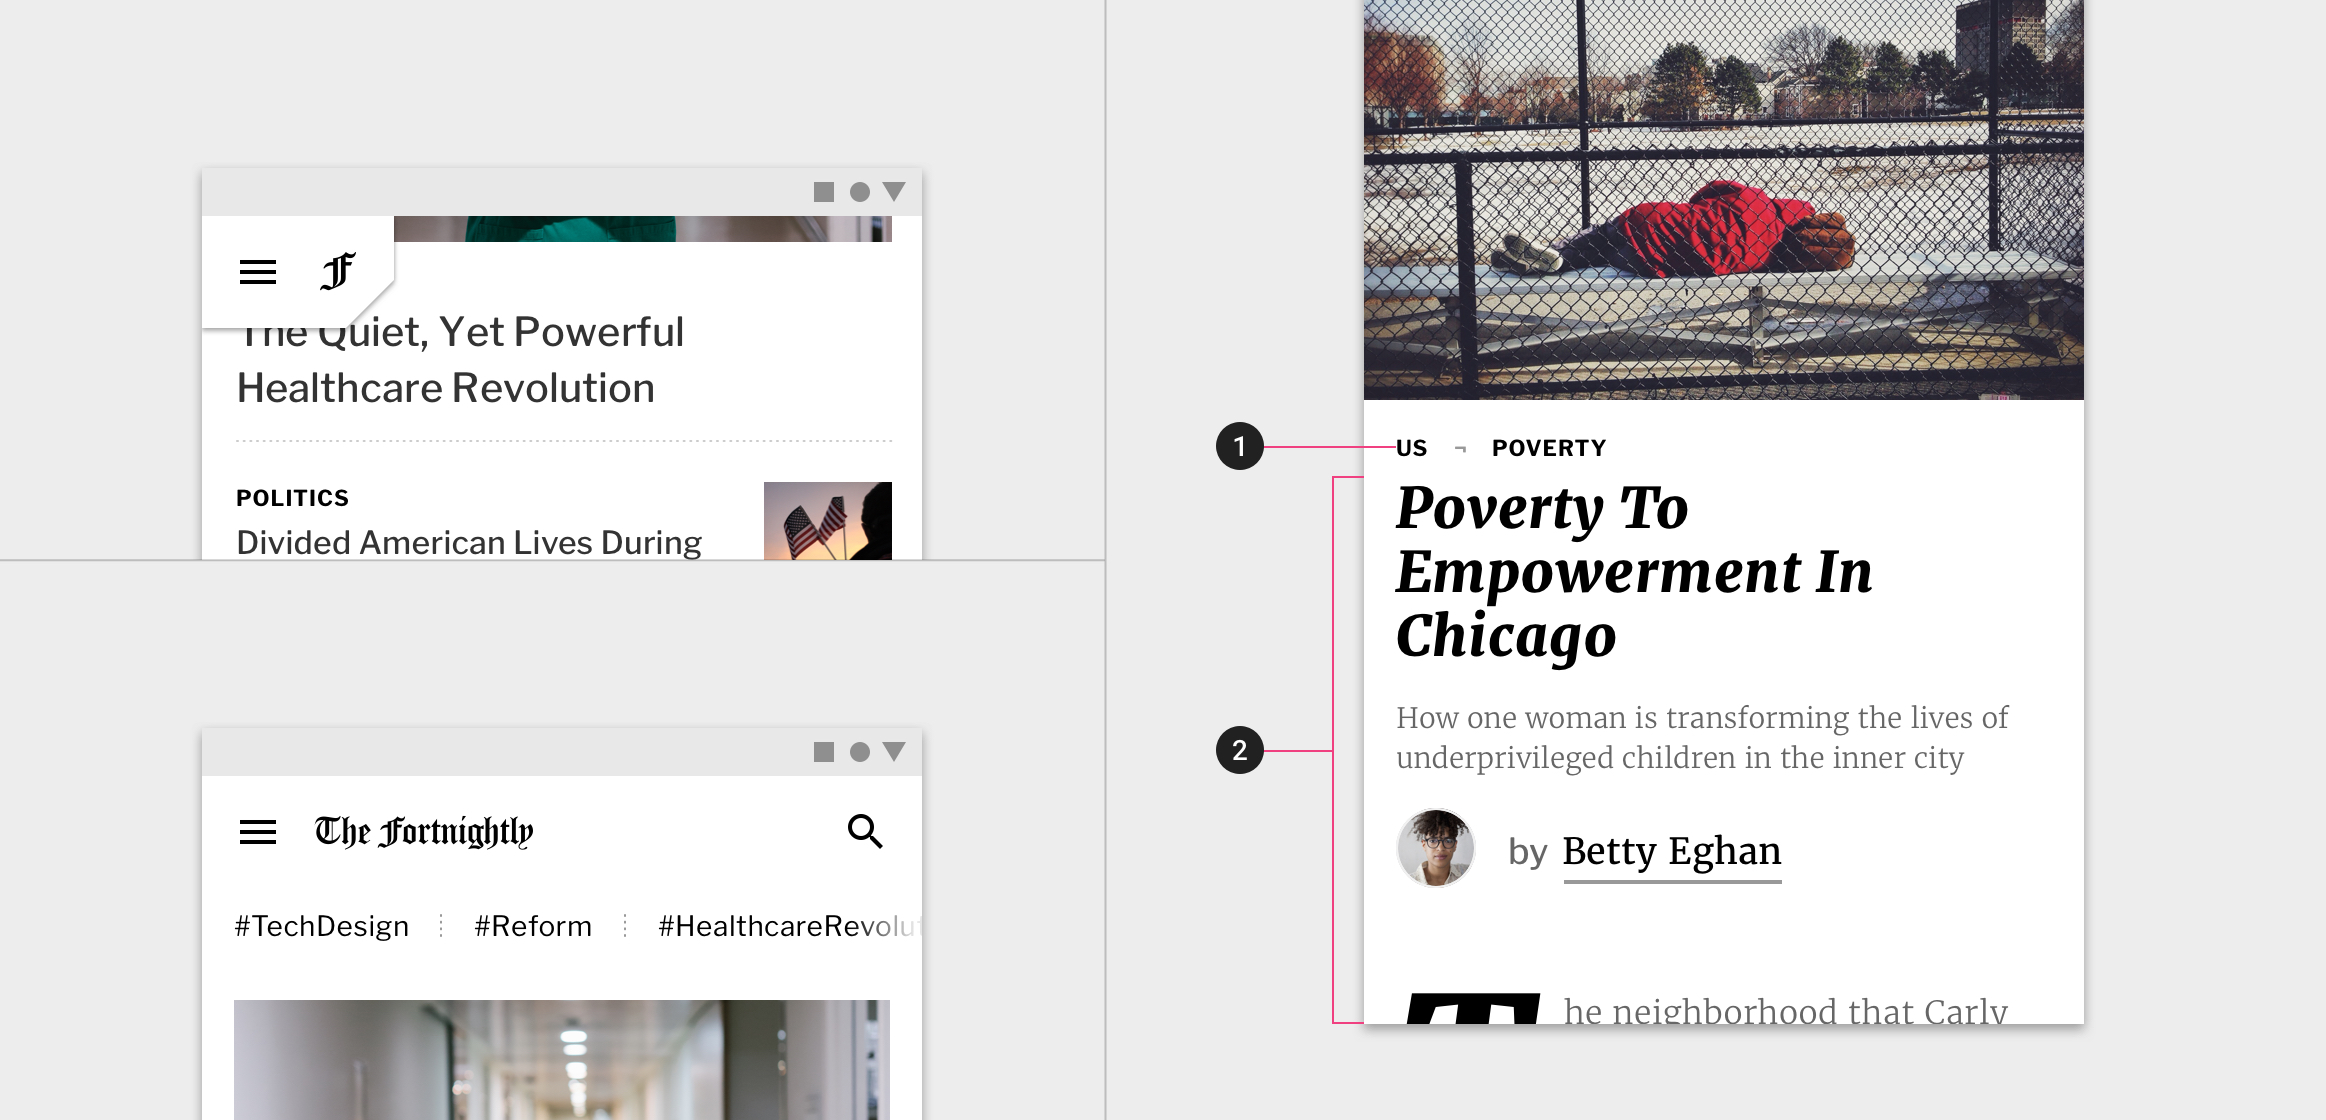 F
The Quiet, Yet Powerful
Healthcare Revolution
POLITICS
Divided American Lives During
The Fortnightly
#TechDesign
#Reform
#HealthcareRevolut
1
US ¬ POVERTY
Poverty To
Empowerment In
Chicago
2
How one woman is transforming the lives of
underprivileged children in the inner city
by Betty Eghan
The neighborhood that Carly